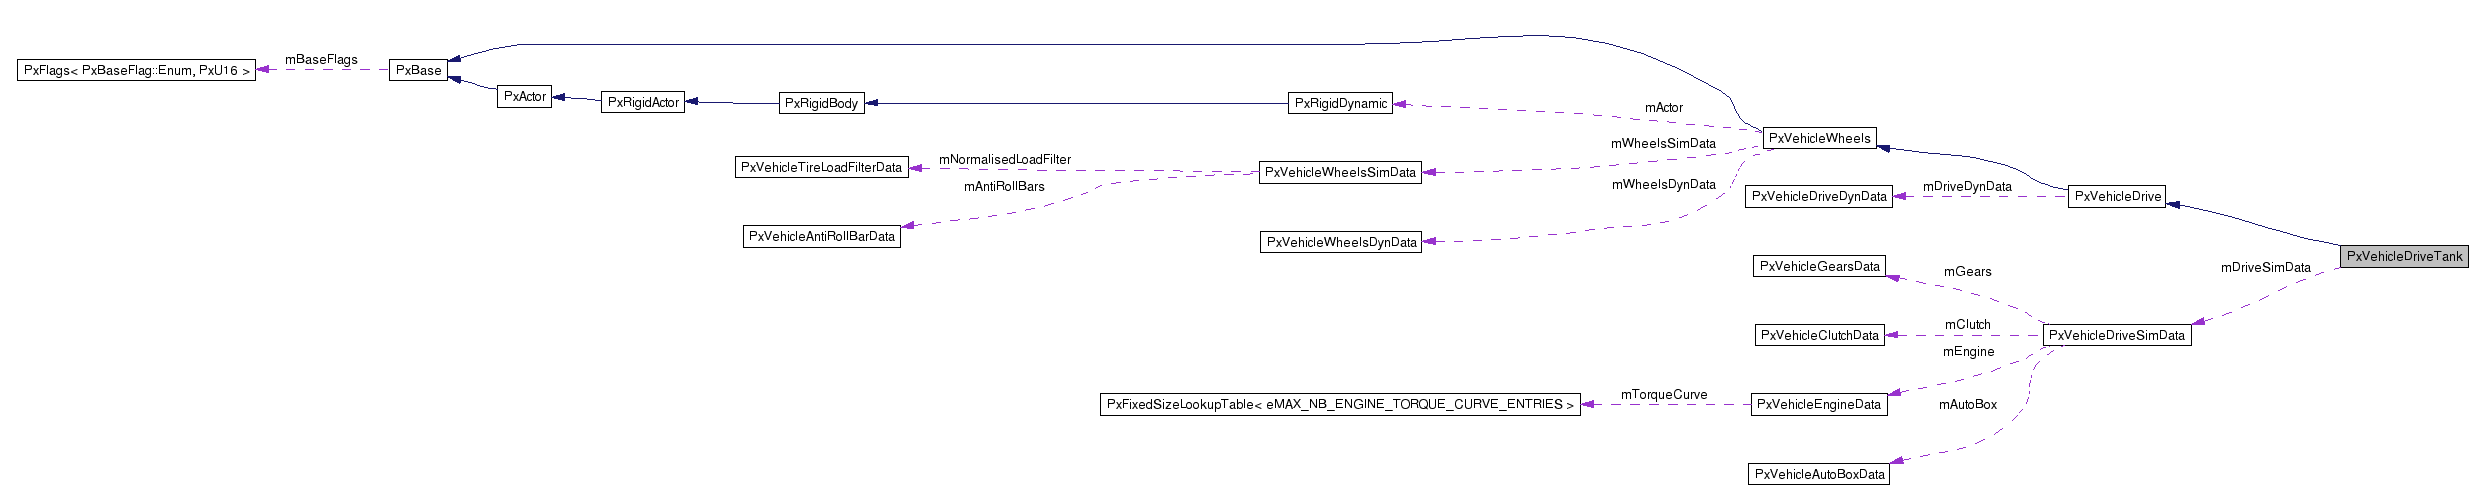 mBaseFlags
PxFlags< PxBaseFlag::Enum, PxU16 >
PxBase
PxActor
PxRigidActor
PxRigidBody
PxRigidDynamic
mActor
PxVehicleWheels
mWheelsSimData
mNormalisedLoadFilter
PxVehicleTireLoadFilterData
PxVehicleWheelsSimData
mAntiRollBars
mWheelsDynData
mDriveDynData
PxVehicleDriveDynData
PxVehicleDrive
PxVehicleAntiRollBarData
PxVehicleWheelsDynData
PxVehicleDriveTank
PxVehicleGearsData
mGears
mDriveSimData
mClutch
PxVehicleClutchData
PxVehicleDriveSimData
mEngine
mTorqueCurve
PxFixedSizeLookupTable< eMAX_NB_ENGINE_TORQUE_CURVE_ENTRIES >
PxVehicleEngineData
mAutoBox
PxVehicleAutoBoxData